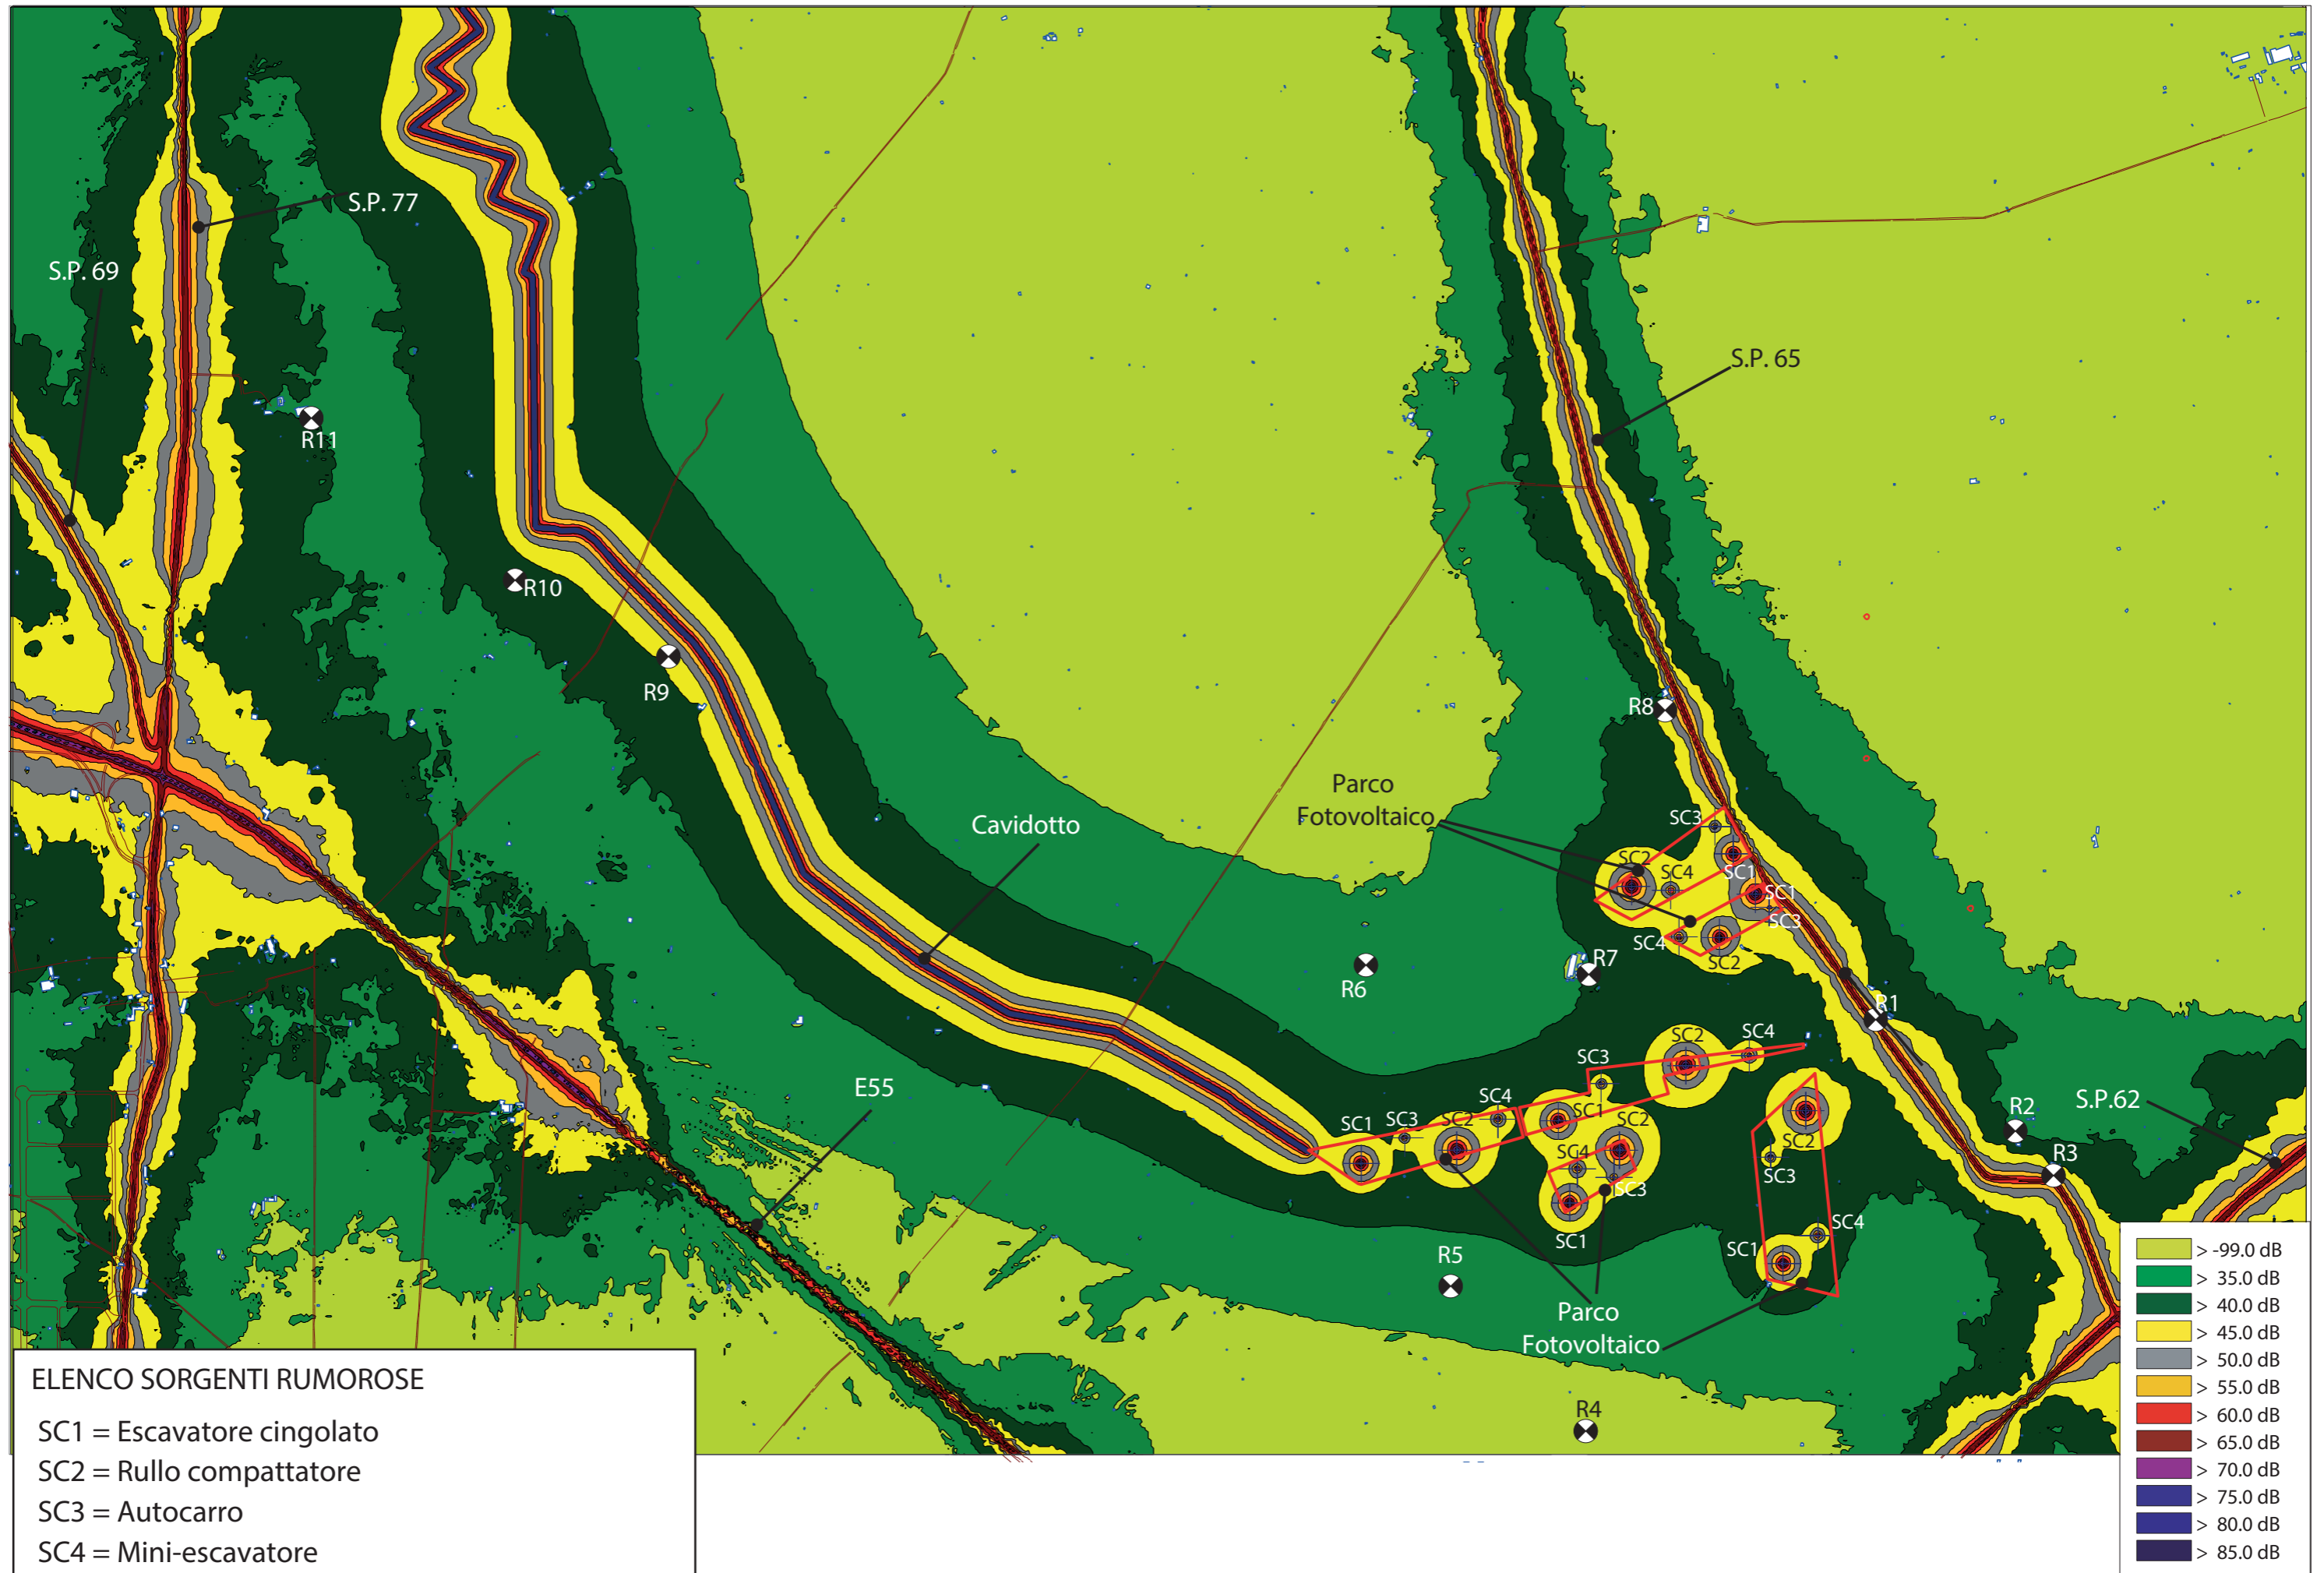 S.P. 77
S.P. 69
S.P. 65
R11
R10
R9
R8
Parco
Fotovoltaico
SC3
Cavidotto
SC2
SC4
SC1
SC1
SC3
SC4
SC2
R7
R6
R1
SC2
SC4
SC3
E55
SC4
SC1
SC3
SC2
SC1
SC2
R2
S.P.62
SC2
SC4
SC3
R3
SC3
SC1
SC4
SC1
R5
Parco
Fotovoltaico
R4
ELENCO SORGENTI RUMOROSE
SC1 = Escavatore cingolato
SC2 = Rullo compattatore
SC3 = Autocarro
SC4 = Mini-escavatore
> -99.0 dB
> 35.0 dB
> 40.0 dB
> 45.0 dB
> 50.0 dB
> 55.0 dB
> 60.0 dB
> 65.0 dB
> 70.0 dB
> 75.0 dB
> 80.0 dB
> 85.0 dB